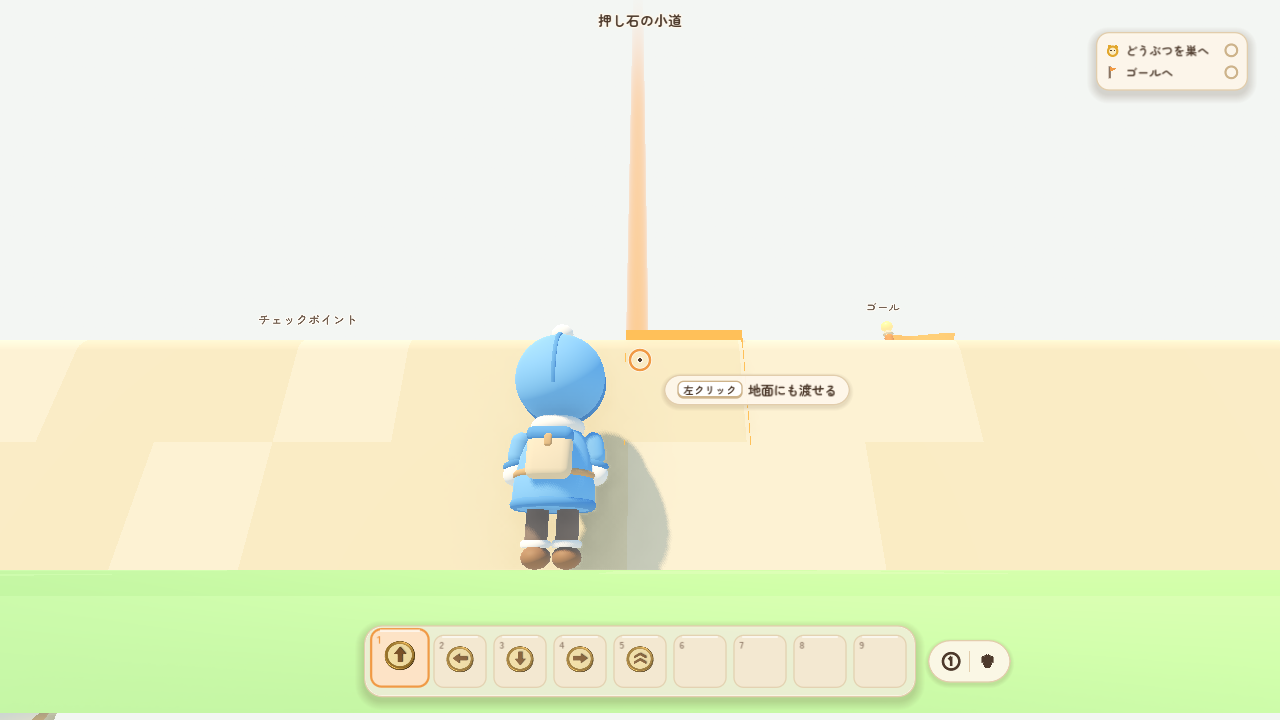 押し石の小道
どうぶつを巣へ
ゴールへ
ゴール
チェックポイント
左クリック 地面にも渡せる
1 2 3 4 5 6 7 8 9
1